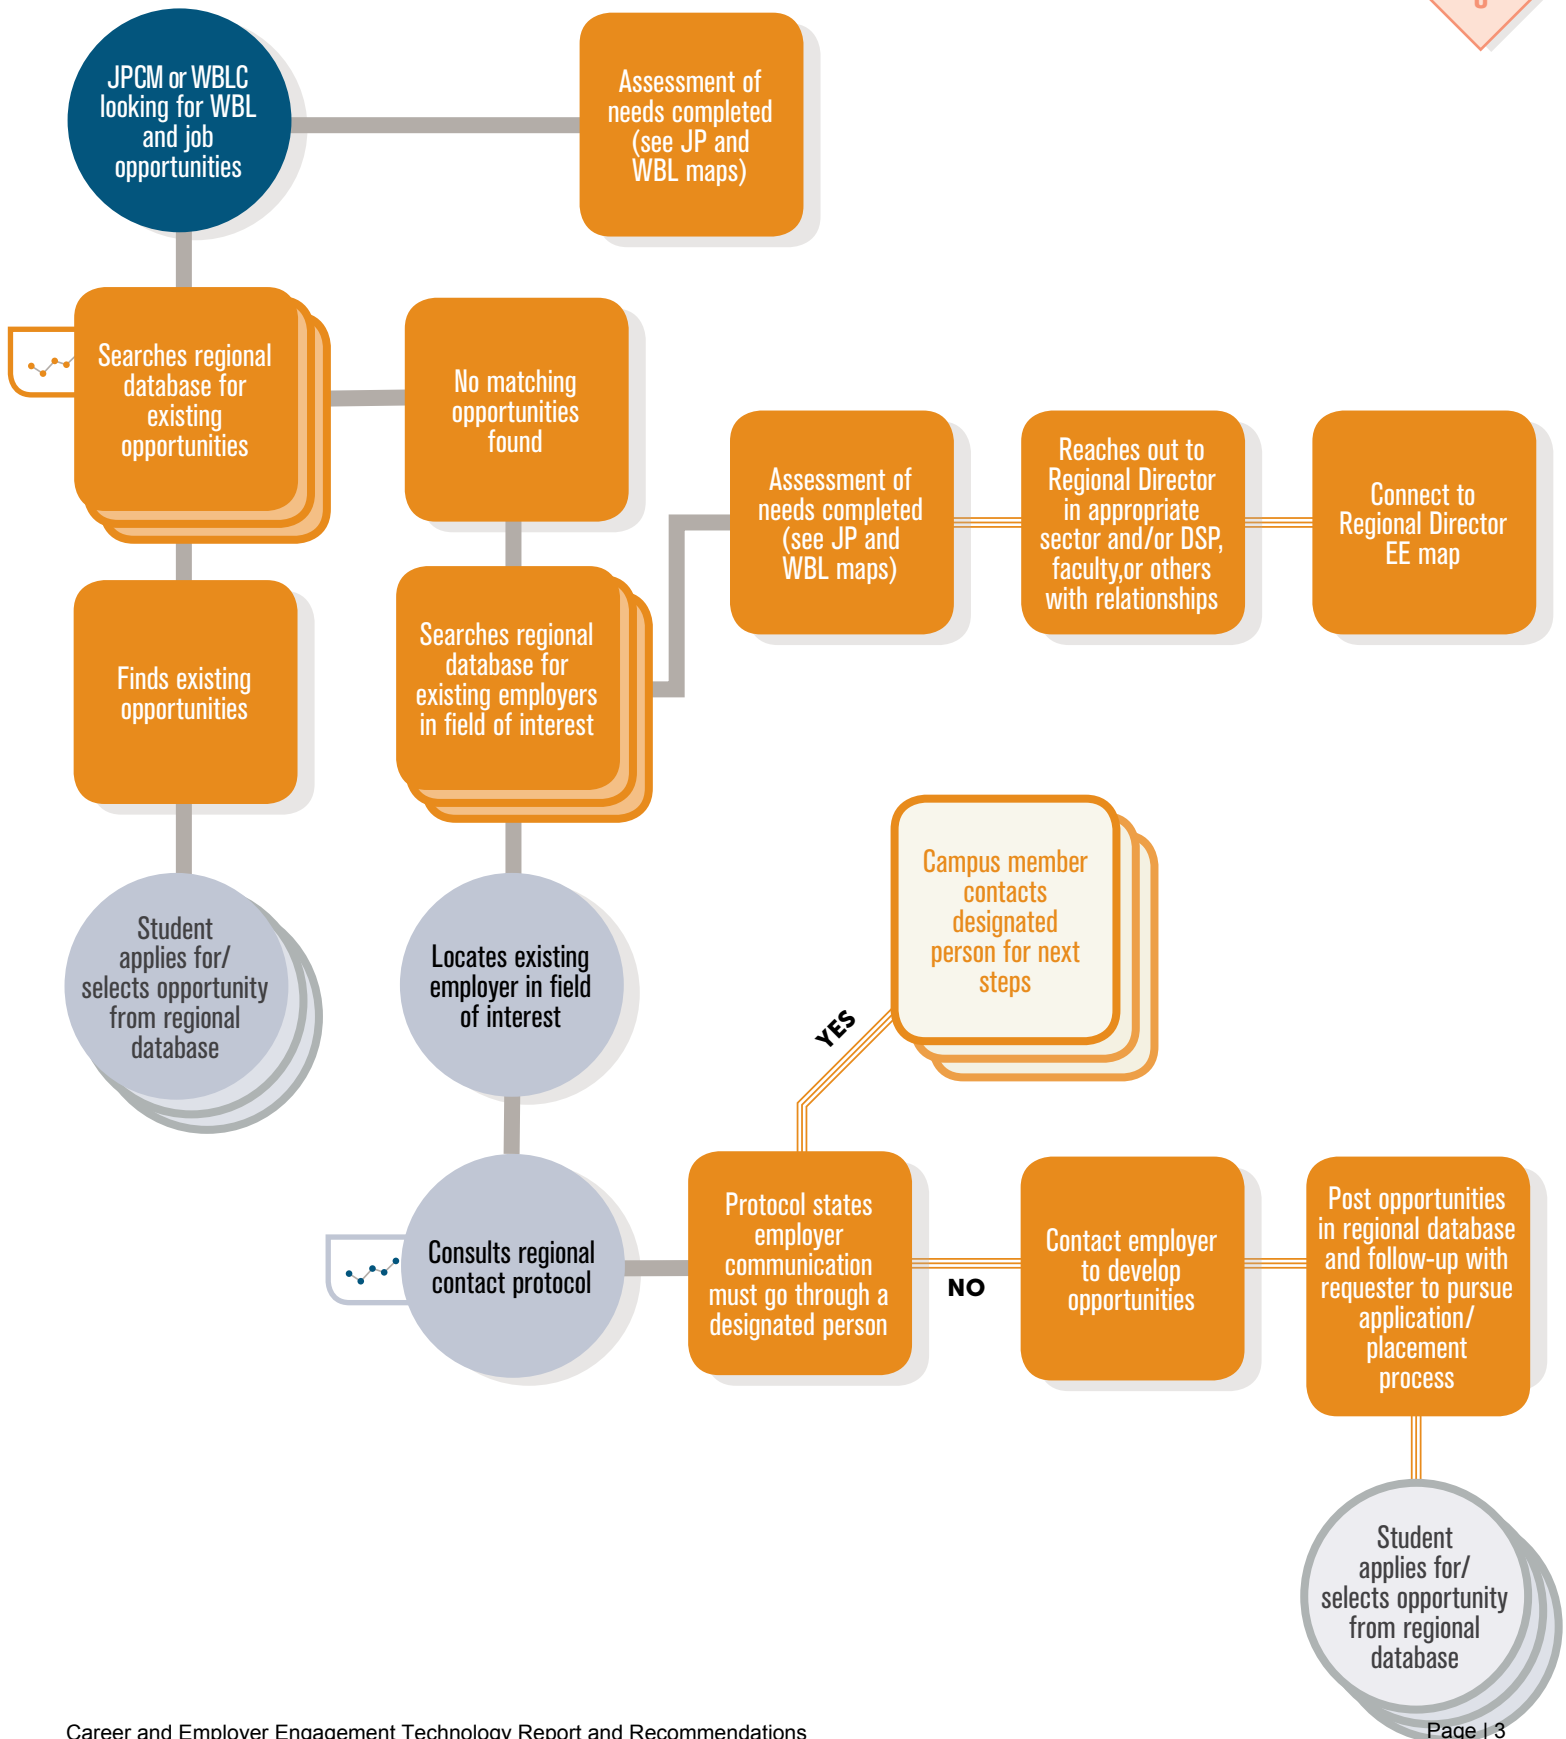 JPCM or WBLC
looking for WBL
and job
opportunities
Assessment of
needs completed
(see JP and
WBL maps)
Searches regional
database for
existing
opportunities
No matching
opportunities
found
Assessment of
needs completed
(see JP and
WBL maps)
Reaches out to
Regional Director
in appropriate
sector and/or DSP,
faculty,or others
with relationships
Connect to
Regional Director
EE map
Finds existing
opportunities
Searches regional
database for
existing employers
in field of interest
Student
applies for/
selects opportunity
from regional
database
Locates existing
employer in field
of interest
Campus member
contacts
designated
person for next
steps
YES
Consults regional
contact protocol
Protocol states
employer
communication
must go through a
designated person
NO
Contact employer
to develop
opportunities
Post opportunities
in regional database
and follow-up with
requester to pursue
application/
placement
process
Student
applies for/
selects opportunity
from regional
database
Career and Employer Engagement Technology Report and Recommendations
Page | 3